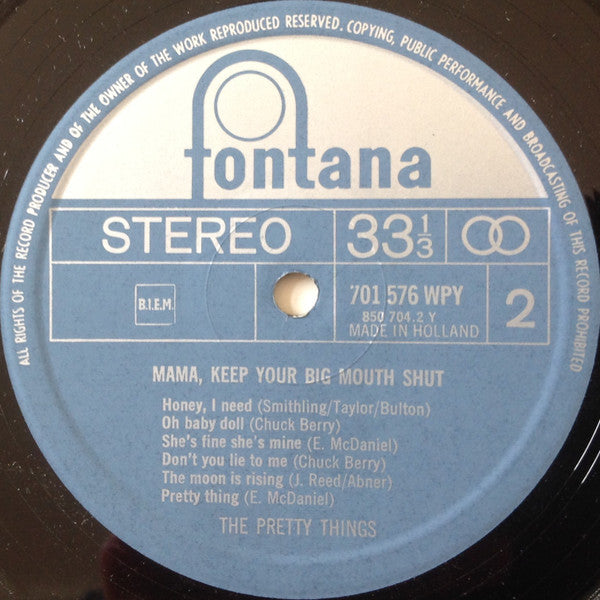 ALL RIGHTS OF THE RECORD PRODUCER AND OF THE OWNER OF THE WORK REPRODUCED RESERVED. COPYING, PUBLIC PERFORMANCE AND BROADCASTING OF THIS RECORD PROHIBITED
fontana
STEREO 33 1/3
B.I.E.M. 701 576 WPY 2
850 704.2 Y
MADE IN HOLLAND
MAMA, KEEP YOUR BIG MOUTH SHUT
Honey, I need (Smithling/Taylor/Bulton)
Oh baby doll (Chuck Berry)
She's fine she's mine (E. McDaniel)
Don't you lie to me (Chuck Berry)
The moon is rising (J. Reed/Abner)
Pretty thing (E. McDaniel)
THE PRETTY THINGS